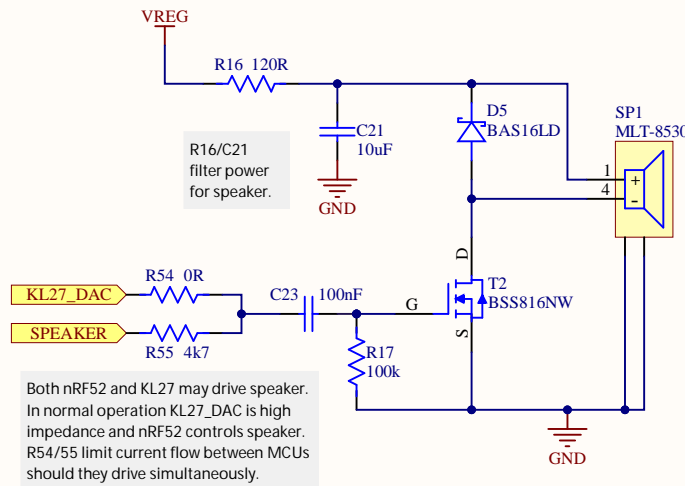 VREG
R16 120R
D5
BAS16LD
SP1
MLT-8530
C21
10uF
R16/C21
filter power
for speaker.
1
+
4
-
GND
D
R54 0R
C23 100nF
T2
BSS816NW
KL27_DAC
G
SPEAKER
S
R55 4k7
R17
100k
Both nRF52 and KL27 may drive speaker.
In normal operation KL27_DAC is high
impedance and nRF52 controls speaker.
R54/55 limit current flow between MCUs
should they drive simultaneously.
GND